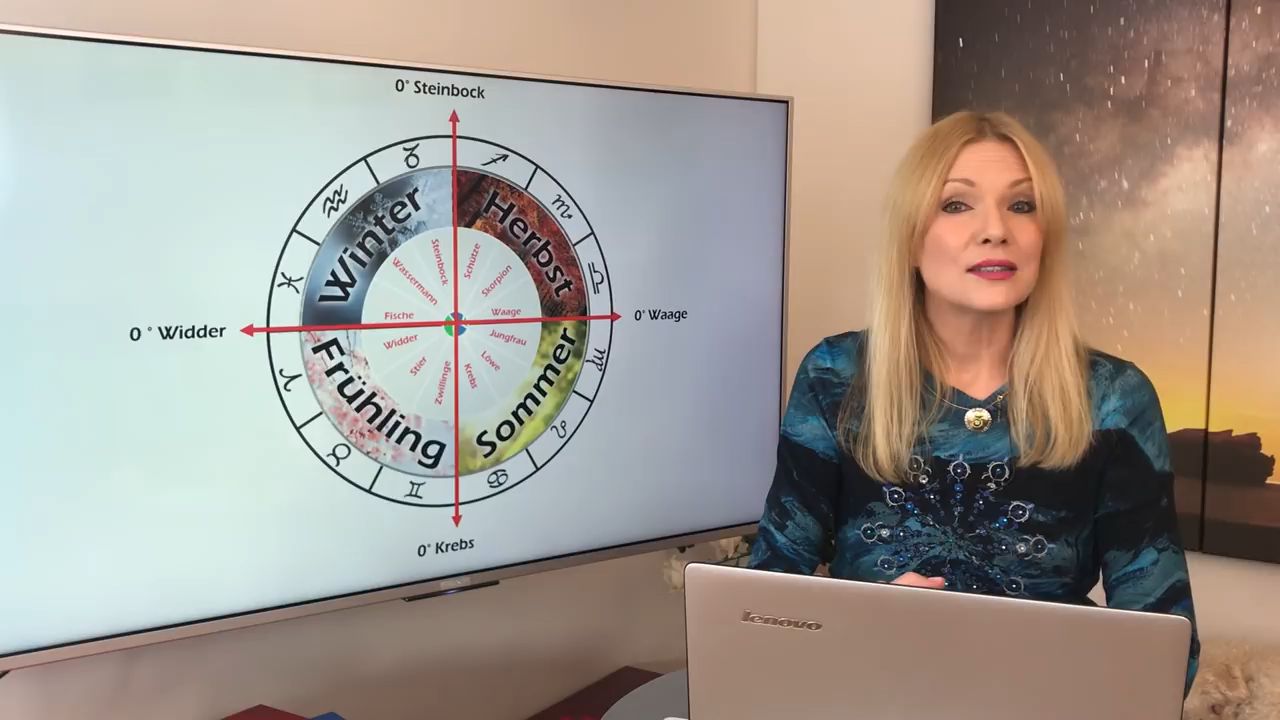 0° Steinbock
Winter
Herbst
Steinbock
Schütze
Wassermann
Skorpion
Fische
Waage
0 ° Widder
0° Waage
Widder
Jungfrau
Stier
Löwe
Zwillinge
Krebs
Frühling
Sommer
0° Krebs
lenovo